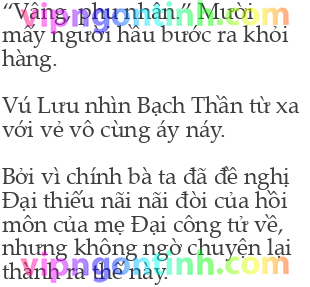 “Vâng, phu nhân.” Mười
mấy người hầu bước ra khỏi
hàng.
Vú Lưu nhìn Bạch Thần từ xa
với vẻ vô cùng áy náy.
Bởi vì chính bà ta đã đề nghị
Đại thiếu nãi nãi đòi của hồi
môn của mẹ Đại công tử về,
nhưng không ngờ chuyện lại
thành ra thế này.
vipngontinh.com
vipngontinh.com